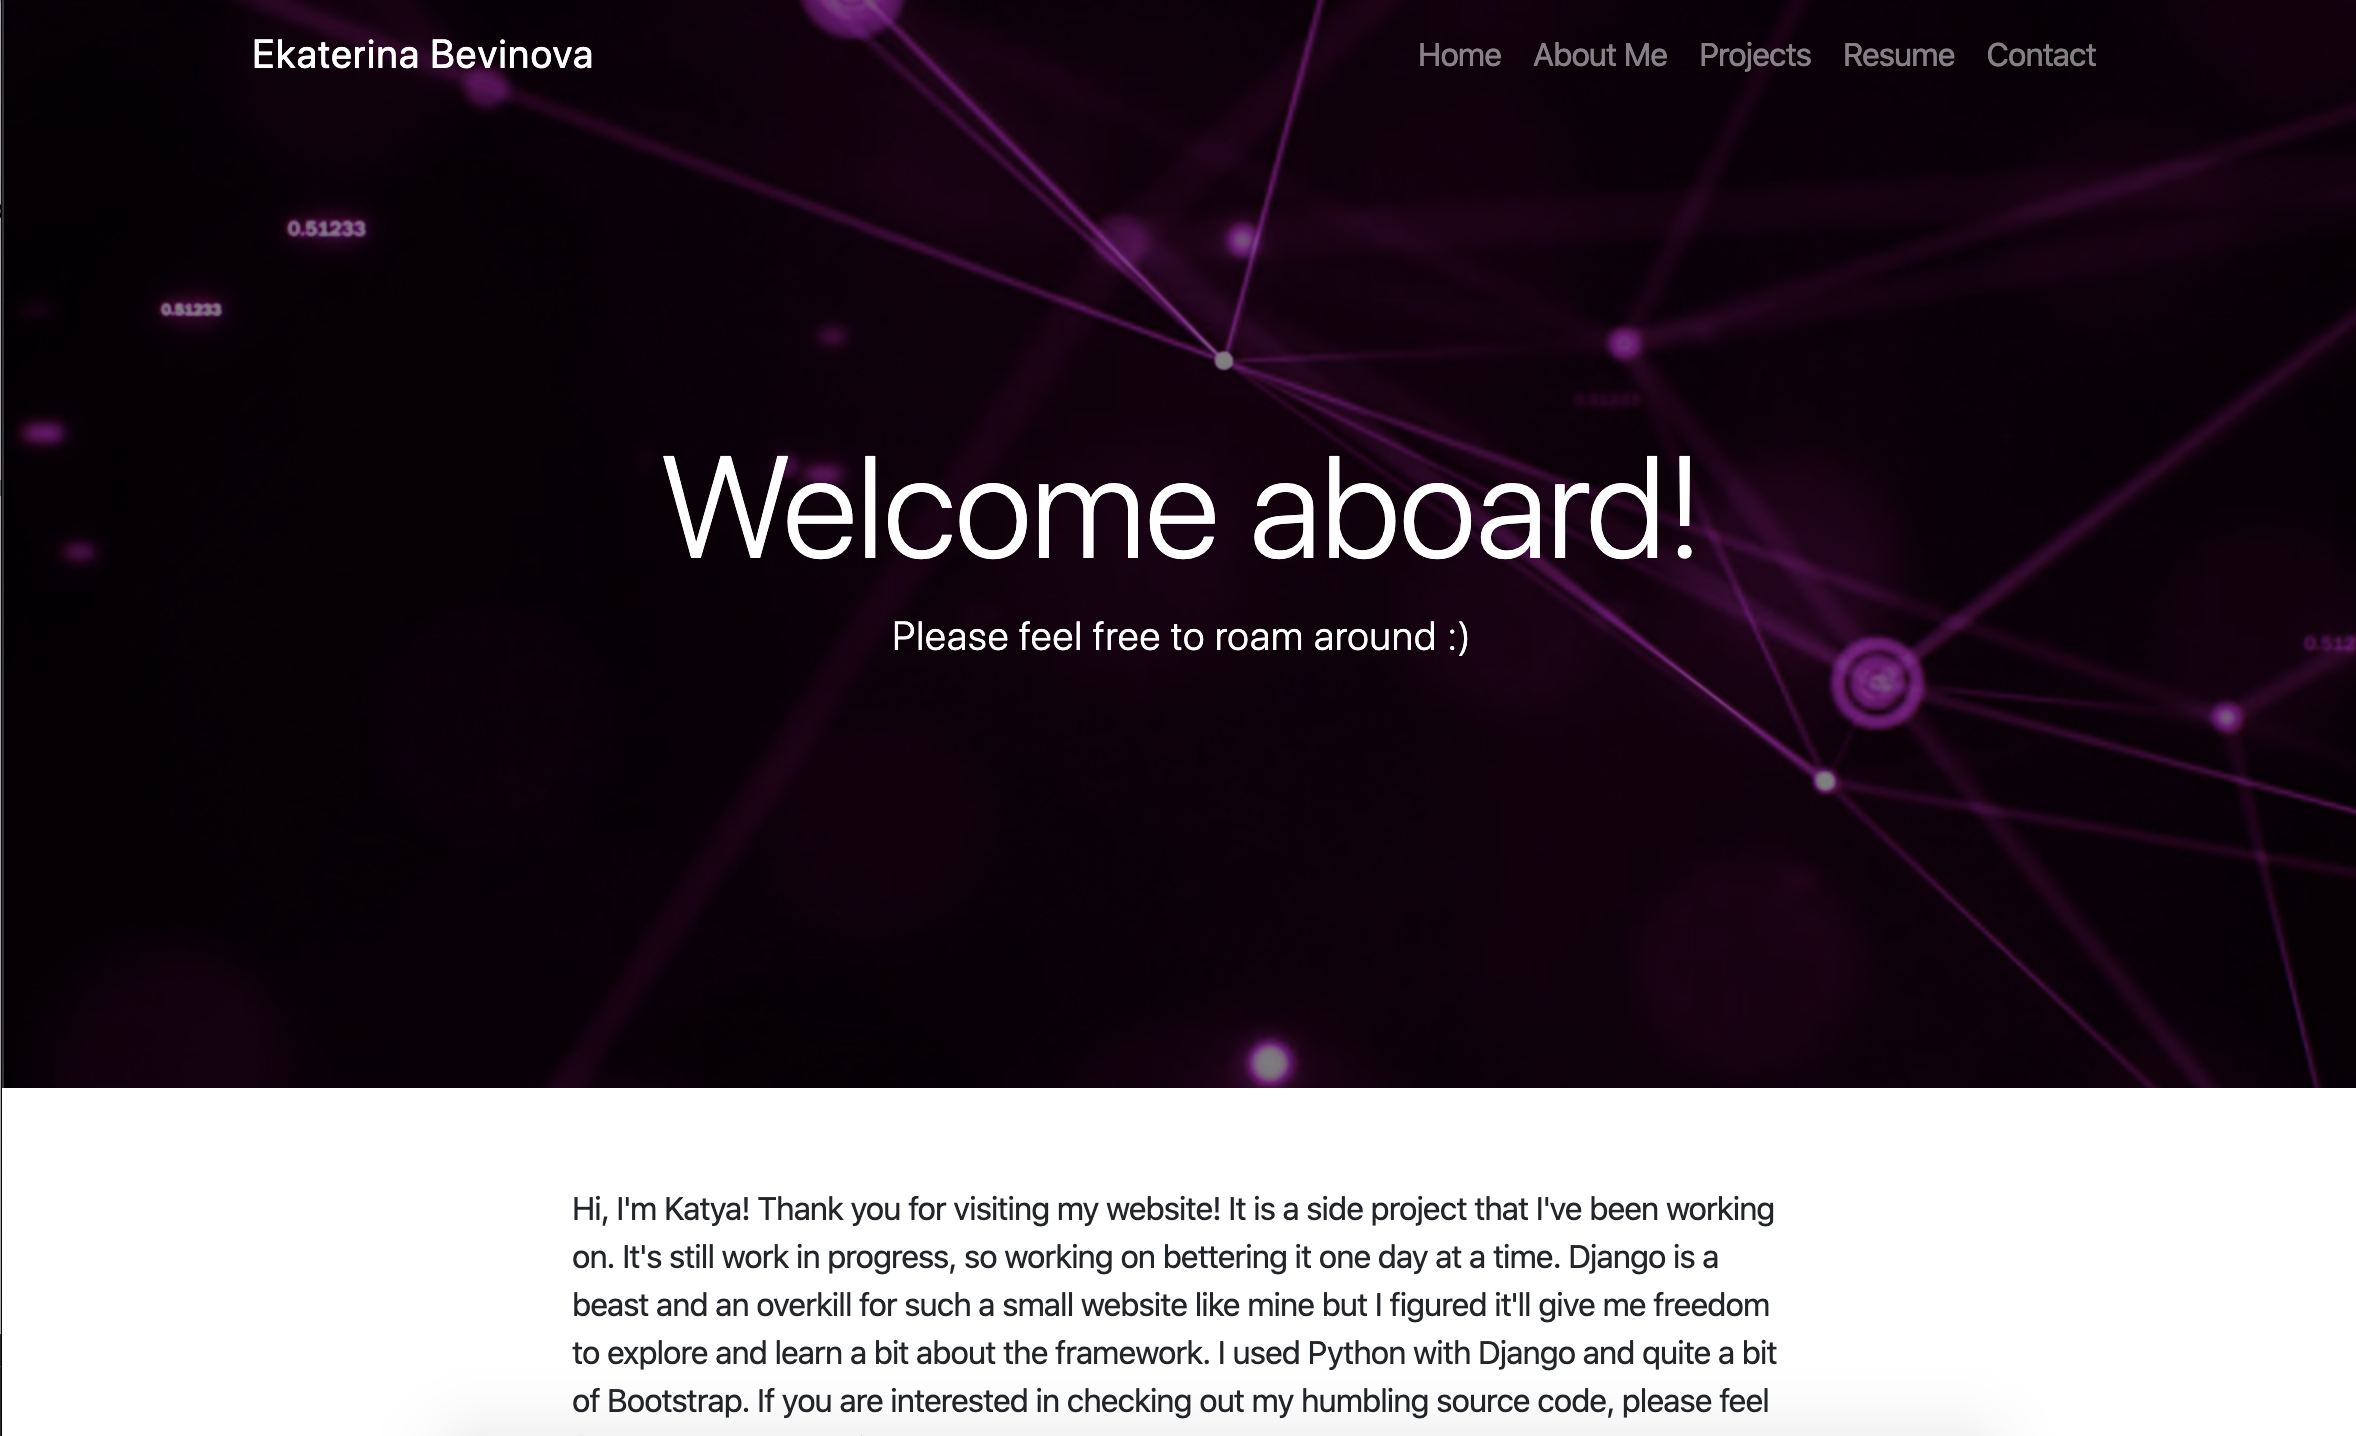 Ekaterina Bevinova
Home About Me Projects Resume Contact
0.51233
0.51233
0.51233
Welcome aboard!
Please feel free to roam around :)
0.512
Hi, I'm Katya! Thank you for visiting my website! It is a side project that I've been working
on. It's still work in progress, so working on bettering it one day at a time. Django is a
beast and an overkill for such a small website like mine but I figured it'll give me freedom
to explore and learn a bit about the framework. I used Python with Django and quite a bit
of Bootstrap. If you are interested in checking out my humbling source code, please feel